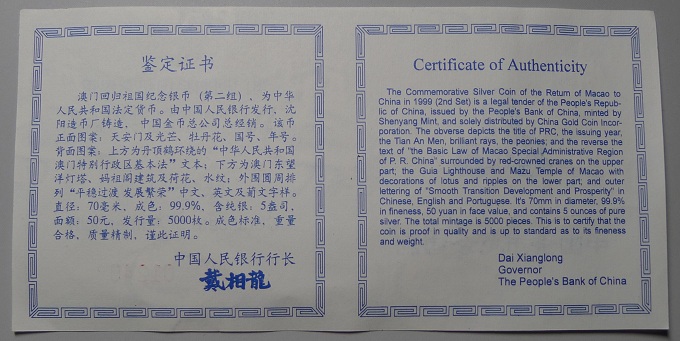 鉴定证书
澳门回归祖国纪念银币（第二组）、为中华
人民共和国法定货币。由中国人民银行发行、沈
阳造币厂铸造、中国金币总公司总经销。该币
正面图案：天安门及光芒、牡丹花、国号、年号。
背面图案：上方为丹顶鹤环绕的“中华人民共和国
澳门特别行政区基本法”文本；下方为澳门东望
洋灯塔、妈祖阁建筑及荷花、水纹；外围圆周排
列“平稳过渡 发展繁荣”中文、英文及葡文字样。
直径：70毫米、成色：99.9%、含纯银：5盎司、
面额：50元、发行量：5000枚。成色标准，重量
合格、质量精制、谨此证明。
中国人民银行行长
戴相龍
Certificate of Authenticity
The Commemorative Silver Coin of the Return of Macao to
China in 1999 (2nd Set) is a legal tender of the People's Repub-
lic of China, issued by the People's Bank of China, minted by
Shenyang Mint, and solely distributed by China Gold Coin Incor-
poration. The obverse depicts the title of PRC, the issuing year,
the Tian An Men, brilliant rays, the peonies; and the reverse the
text of "the Basic Law of Macao Special Administrative Region
of P. R. China" surrounded by red-crowned cranes on the upper
part; the Guia Lighthouse and Mazu Temple of Macao with
decorations of lotus and ripples on the lower part; and outer
lettering of "Smooth Transition Development and Prosperity" in
Chinese, English and Portuguese. It's 70mm in diameter, 99.9%
in fineness, 50 yuan in face value, and contains 5 ounces of pure
silver. The total mintage is 5000 pieces. This is to certify that the
coin is proof in quality and is up to standard as to its fineness
and weight.
Dai Xianglong
Governor
The People's Bank of China